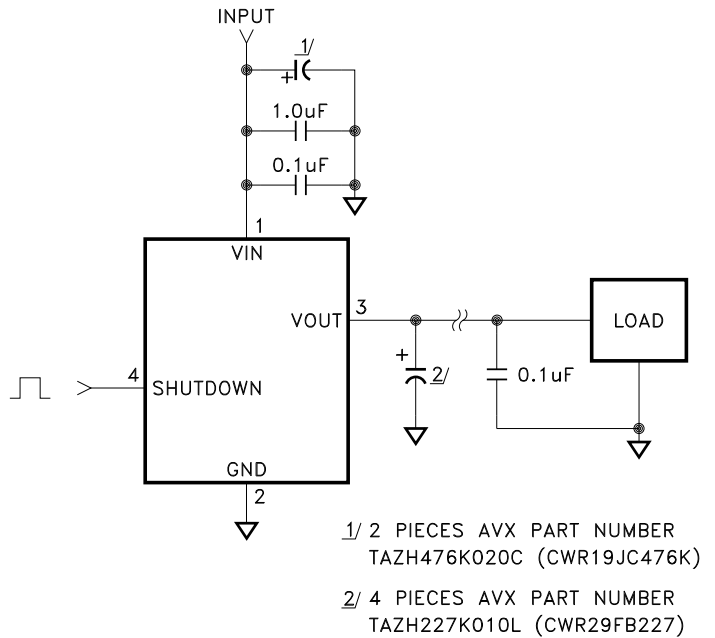 INPUT
1/
+
1.0uF
0.1uF
1
VIN
VOUT
3
LOAD
+
2/
0.1uF
4
SHUTDOWN
GND
2
1/ 2 PIECES AVX PART NUMBER
TAZH476K020C (CWR19JC476K)
2/ 4 PIECES AVX PART NUMBER
TAZH227K010L (CWR29FB227)